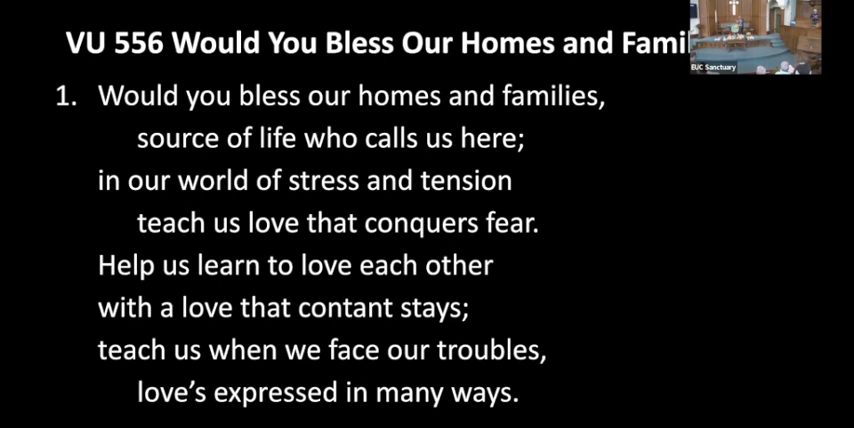 VU 556 Would You Bless Our Homes and Famil
EUC Sanctuary
1. Would you bless our homes and families,
source of life who calls us here;
in our world of stress and tension
teach us love that conquers fear.
Help us learn to love each other
with a love that contant stays;
teach us when we face our troubles,
love’s expressed in many ways.